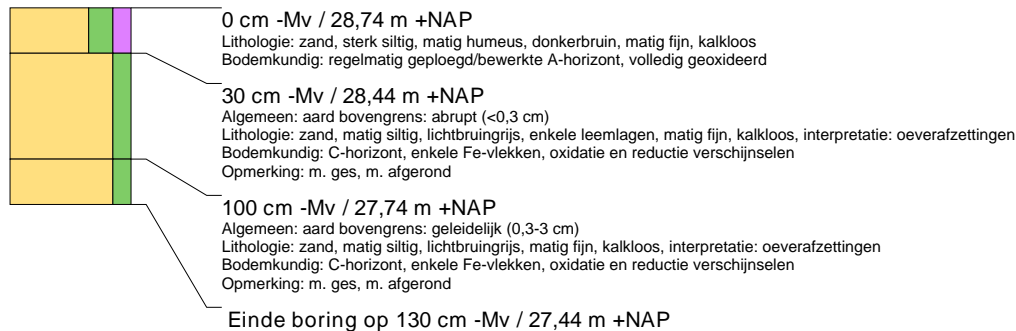 0 cm -Mv / 28,74 m +NAP
Lithologie: zand, sterk siltig, matig humeus, donkerbruin, matig fijn, kalkloos
Bodemkundig: regelmatig geploegd/bewerkte A-horizont, volledig geoxideerd
30 cm -Mv / 28,44 m +NAP
Algemeen: aard bovengrens: abrupt (<0,3 cm)
Lithologie: zand, matig siltig, lichtbruingrijs, enkele leemlagen, matig fijn, kalkloos, interpretatie: oeverafzettingen
Bodemkundig: C-horizont, enkele Fe-vlekken, oxidatie en reductie verschijnselen
Opmerking: m. ges, m. afgerond
100 cm -Mv / 27,74 m +NAP
Algemeen: aard bovengrens: geleidelijk (0,3-3 cm)
Lithologie: zand, matig siltig, lichtbruingrijs, matig fijn, kalkloos, interpretatie: oeverafzettingen
Bodemkundig: C-horizont, enkele Fe-vlekken, oxidatie en reductie verschijnselen
Opmerking: m. ges, m. afgerond
Einde boring op 130 cm -Mv / 27,44 m +NAP